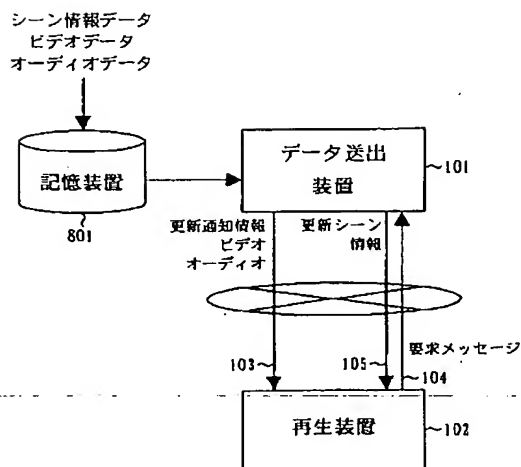 シーン情報データ
ビデオデータ
オーディオデータ
記憶装置
801
データ送出
装置
101
更新通知情報
ビデオ
オーディオ
更新シーン
情報
要求メッセージ
103
105
104
再生装置
102